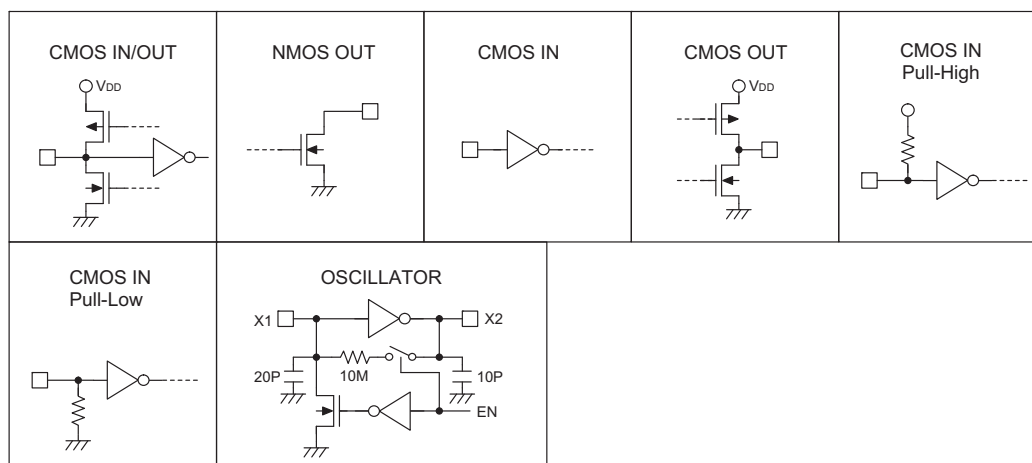 CMOS IN/OUT
VDD
NMOS OUT
CMOS IN
CMOS OUT
VDD
CMOS IN
Pull-High
CMOS IN
Pull-Low
OSCILLATOR
X1
X2
20P
10M
10P
EN